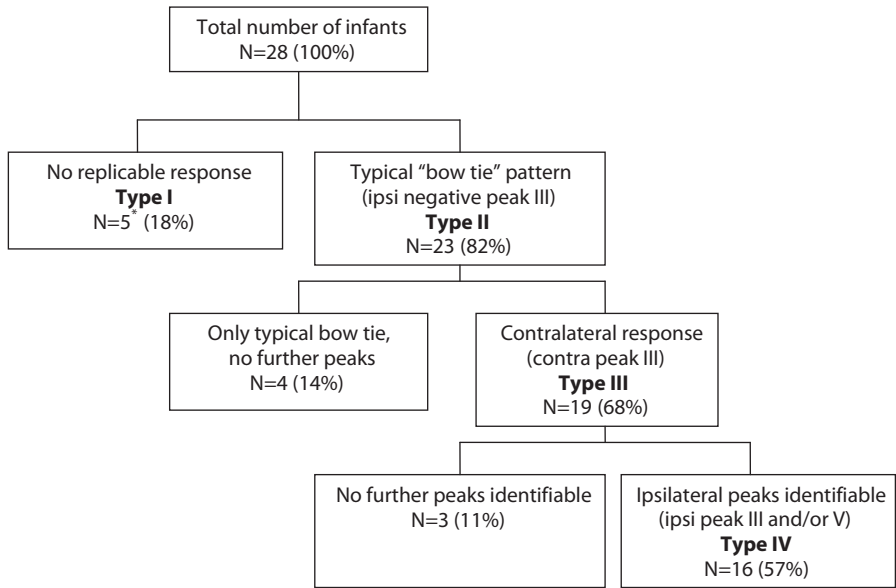 Total number of infants
N=28 (100%)
No replicable response
Type I
N=5* (18%)
Typical “bow tie” pattern
(ipsi negative peak III)
Type II
N=23 (82%)
Only typical bow tie,
no further peaks
N=4 (14%)
Contralateral response
(contra peak III)
Type III
N=19 (68%)
No further peaks identifiable
N=3 (11%)
Ipsilateral peaks identifiable
(ipsi peak III and/or V)
Type IV
N=16 (57%)